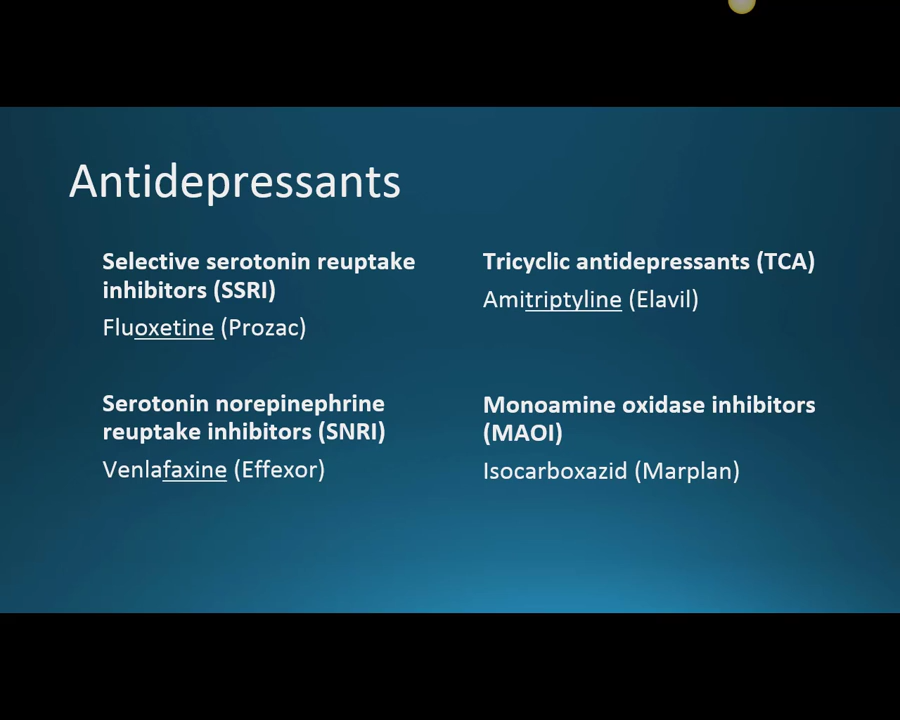 Antidepressants
Selective serotonin reuptake
inhibitors (SSRI)
Fluoxetine (Prozac)
Serotonin norepinephrine
reuptake inhibitors (SNRI)
Venlafaxine (Effexor)
Tricyclic antidepressants (TCA)
Amitriptyline (Elavil)
Monoamine oxidase inhibitors
(MAOI)
Isocarboxazid (Marplan)